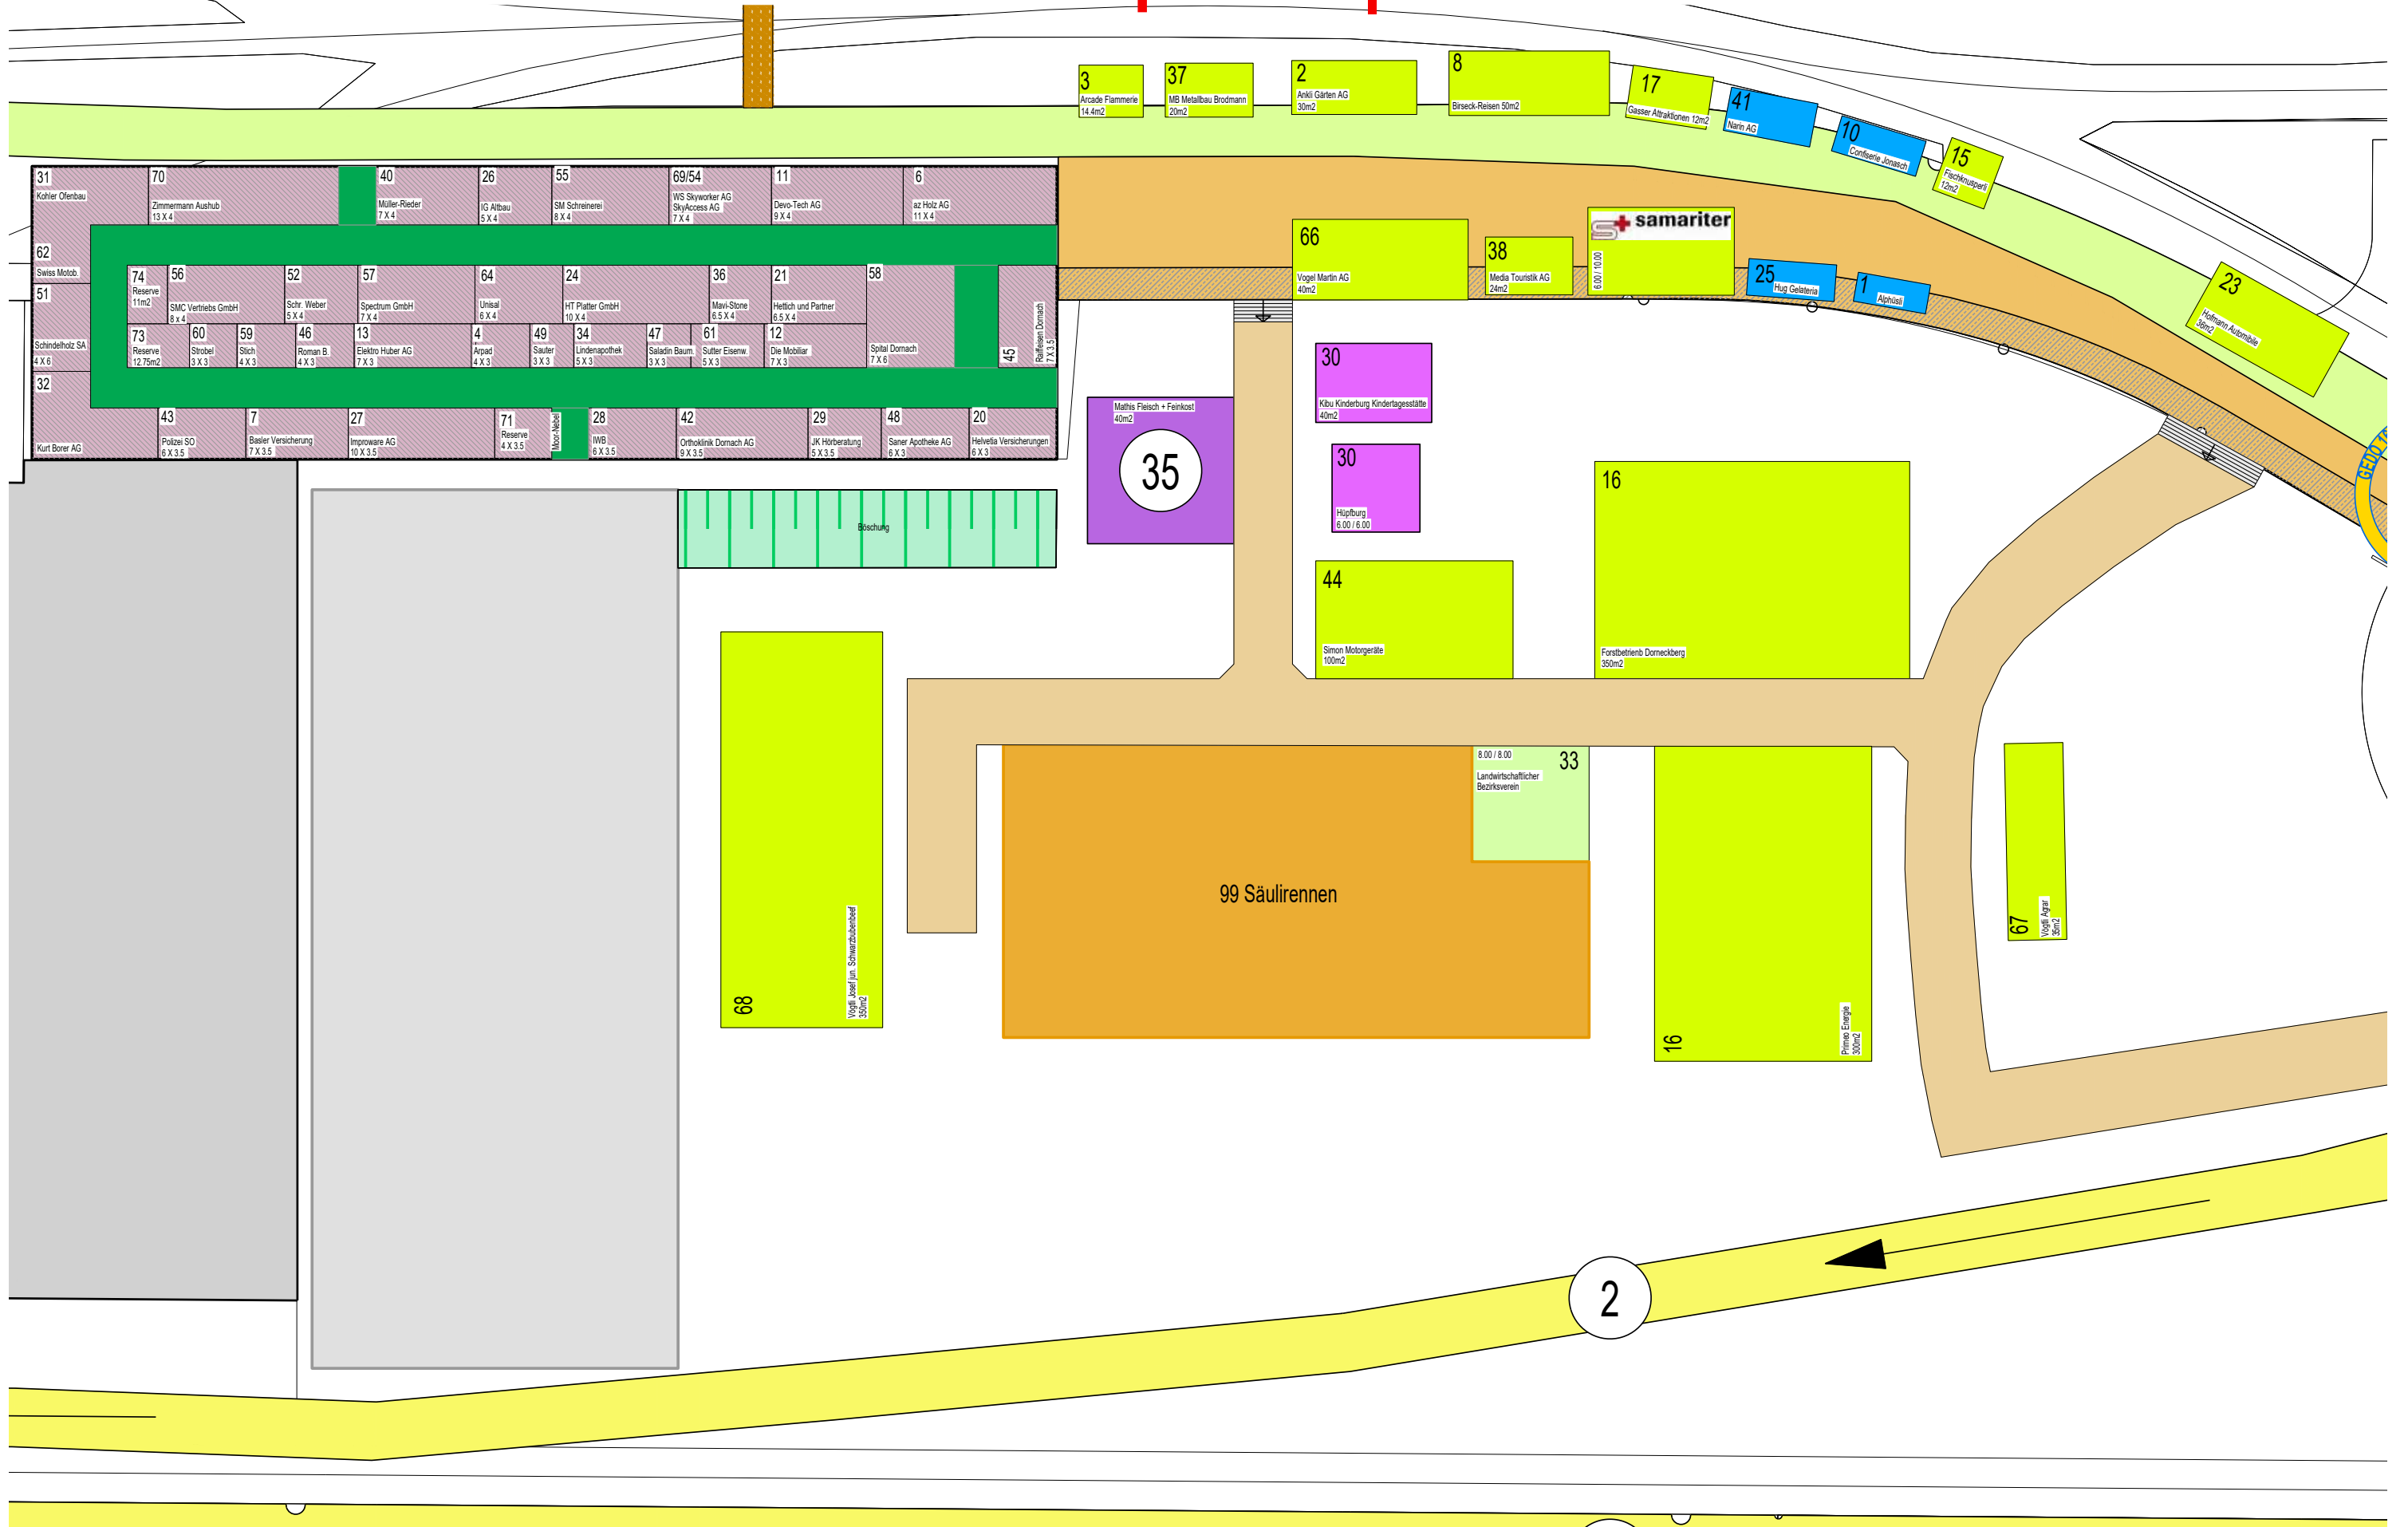 3
Arcade Flammerie
14.4m2
37
MB Metallbau Brodmann
20m2
2
Ankli Gärten AG
30m2
8
Birseck-Reisen 50m2
17
Gasser Attraktionen 12m2
41
Narin AG
10
Confiserie Jonasch
15
Fischknusperli
12m2
31
Kohler Ofenbau
70
Zimmermann Aushub
13 X 4
40
Müller-Rieder
7 X 4
26
IG Altbau
5 X 4
55
SM Schreinerei
8 X 4
69/54
WS Skyworker AG
SkyAccess AG
7 X 4
11
Devo-Tech AG
9 X 4
6
az Holz AG
11 X 4
66
Vogel Martin AG
40m2
38
Media Touristik AG
24m2
samariter
6.00 / 10.00
25
Hug Gelateria
1
Alphüsli
23
Hofmann Automibile
36m2
62
Swiss Motob.
51
Schindelholz SA
4 X 6
32
Kurt Borer AG
74
Reserve
11m2
56
SMC Vertriebs GmbH
8 x 4
52
Schr. Weber
5 X 4
57
Spectrum GmbH
7 X 4
64
Unisal
6 X 4
24
HT Platter GmbH
10 X 4
36
Mavi-Stone
6.5 X 4
21
Hettlich und Partner
6.5 X 4
58
Spital Dornach
7 X 6
45
Raiffeisen Dornach
7 X 3.5
73
Reserve
12.75m2
60
Strobel
3 X 3
59
Stich
4 X 3
46
Roman B.
4 X 3
13
Elektro Huber AG
7 X 3
4
Arpad
4 X 3
49
Sauter
3 X 3
34
Lindenapothek
5 X 3
47
Saladin Baum.
3 X 3
61
Sutter Eisenw.
5 X 3
12
Die Mobiliar
7 X 3
43
Polizei SO
6 X 3.5
7
Basler Versicherung
7 X 3.5
27
Improware AG
10 X 3.5
71
Reserve
4 X 3.5
Moor-Nebel
28
IWB
6 X 3.5
42
Orthoklinik Dornach AG
9 X 3.5
29
JK Hörberatung
5 X 3.5
48
Saner Apotheke AG
6 X 3
20
Helvetia Versicherungen
6 X 3
Mathis Fleisch + Feinkost
40m2
35
30
Kibu Kinderburg Kindertagesstätte
40m2
30
Hüpfburg
6.00 / 6.00
Böschung
44
Simon Motorgeräte
100m2
16
Forstbetrienb Dorneckberg
350m2
68
Vögtli Josef jun. Schwarzbubenbeef
350m2
99 Säulirennen
8.00 / 8.00
33
Landwirtschaftlicher
Bezirksverein
16
Primeo Energie
300m2
67
Vögtli Agrar
35m2
2